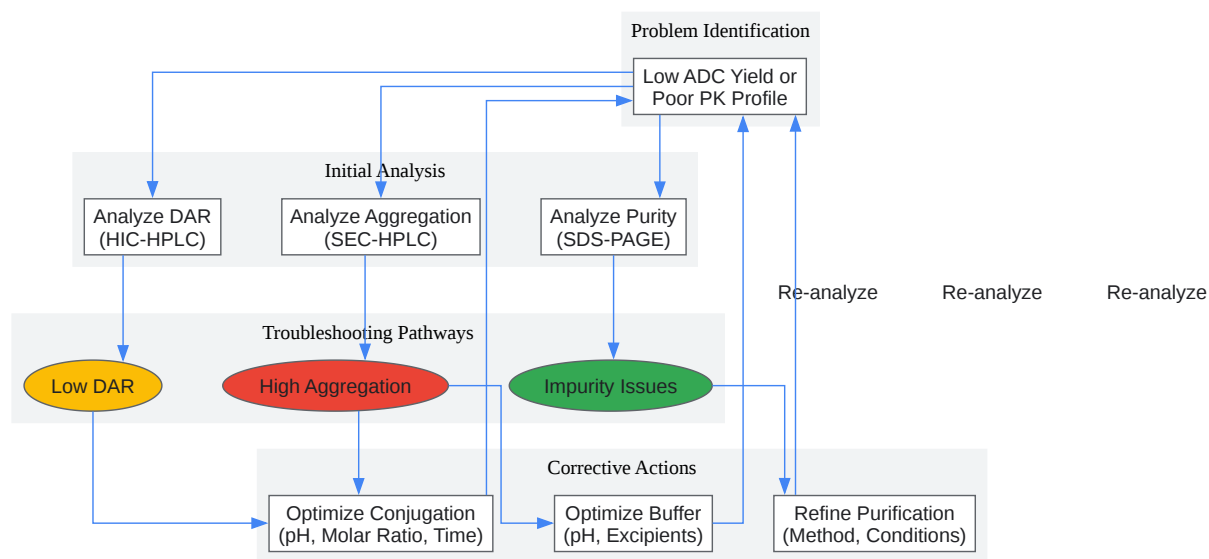 Problem Identification
Low ADC Yield or
Poor PK Profile
Initial Analysis
Analyze DAR
(HIC-HPLC)
Analyze Aggregation
(SEC-HPLC)
Analyze Purity
(SDS-PAGE)
Re-analyze
Re-analyze
Re-analyze
Troubleshooting Pathways
Low DAR
High Aggregation
Impurity Issues
Corrective Actions
Optimize Conjugation
(pH, Molar Ratio, Time)
Optimize Buffer
(pH, Excipients)
Refine Purification
(Method, Conditions)